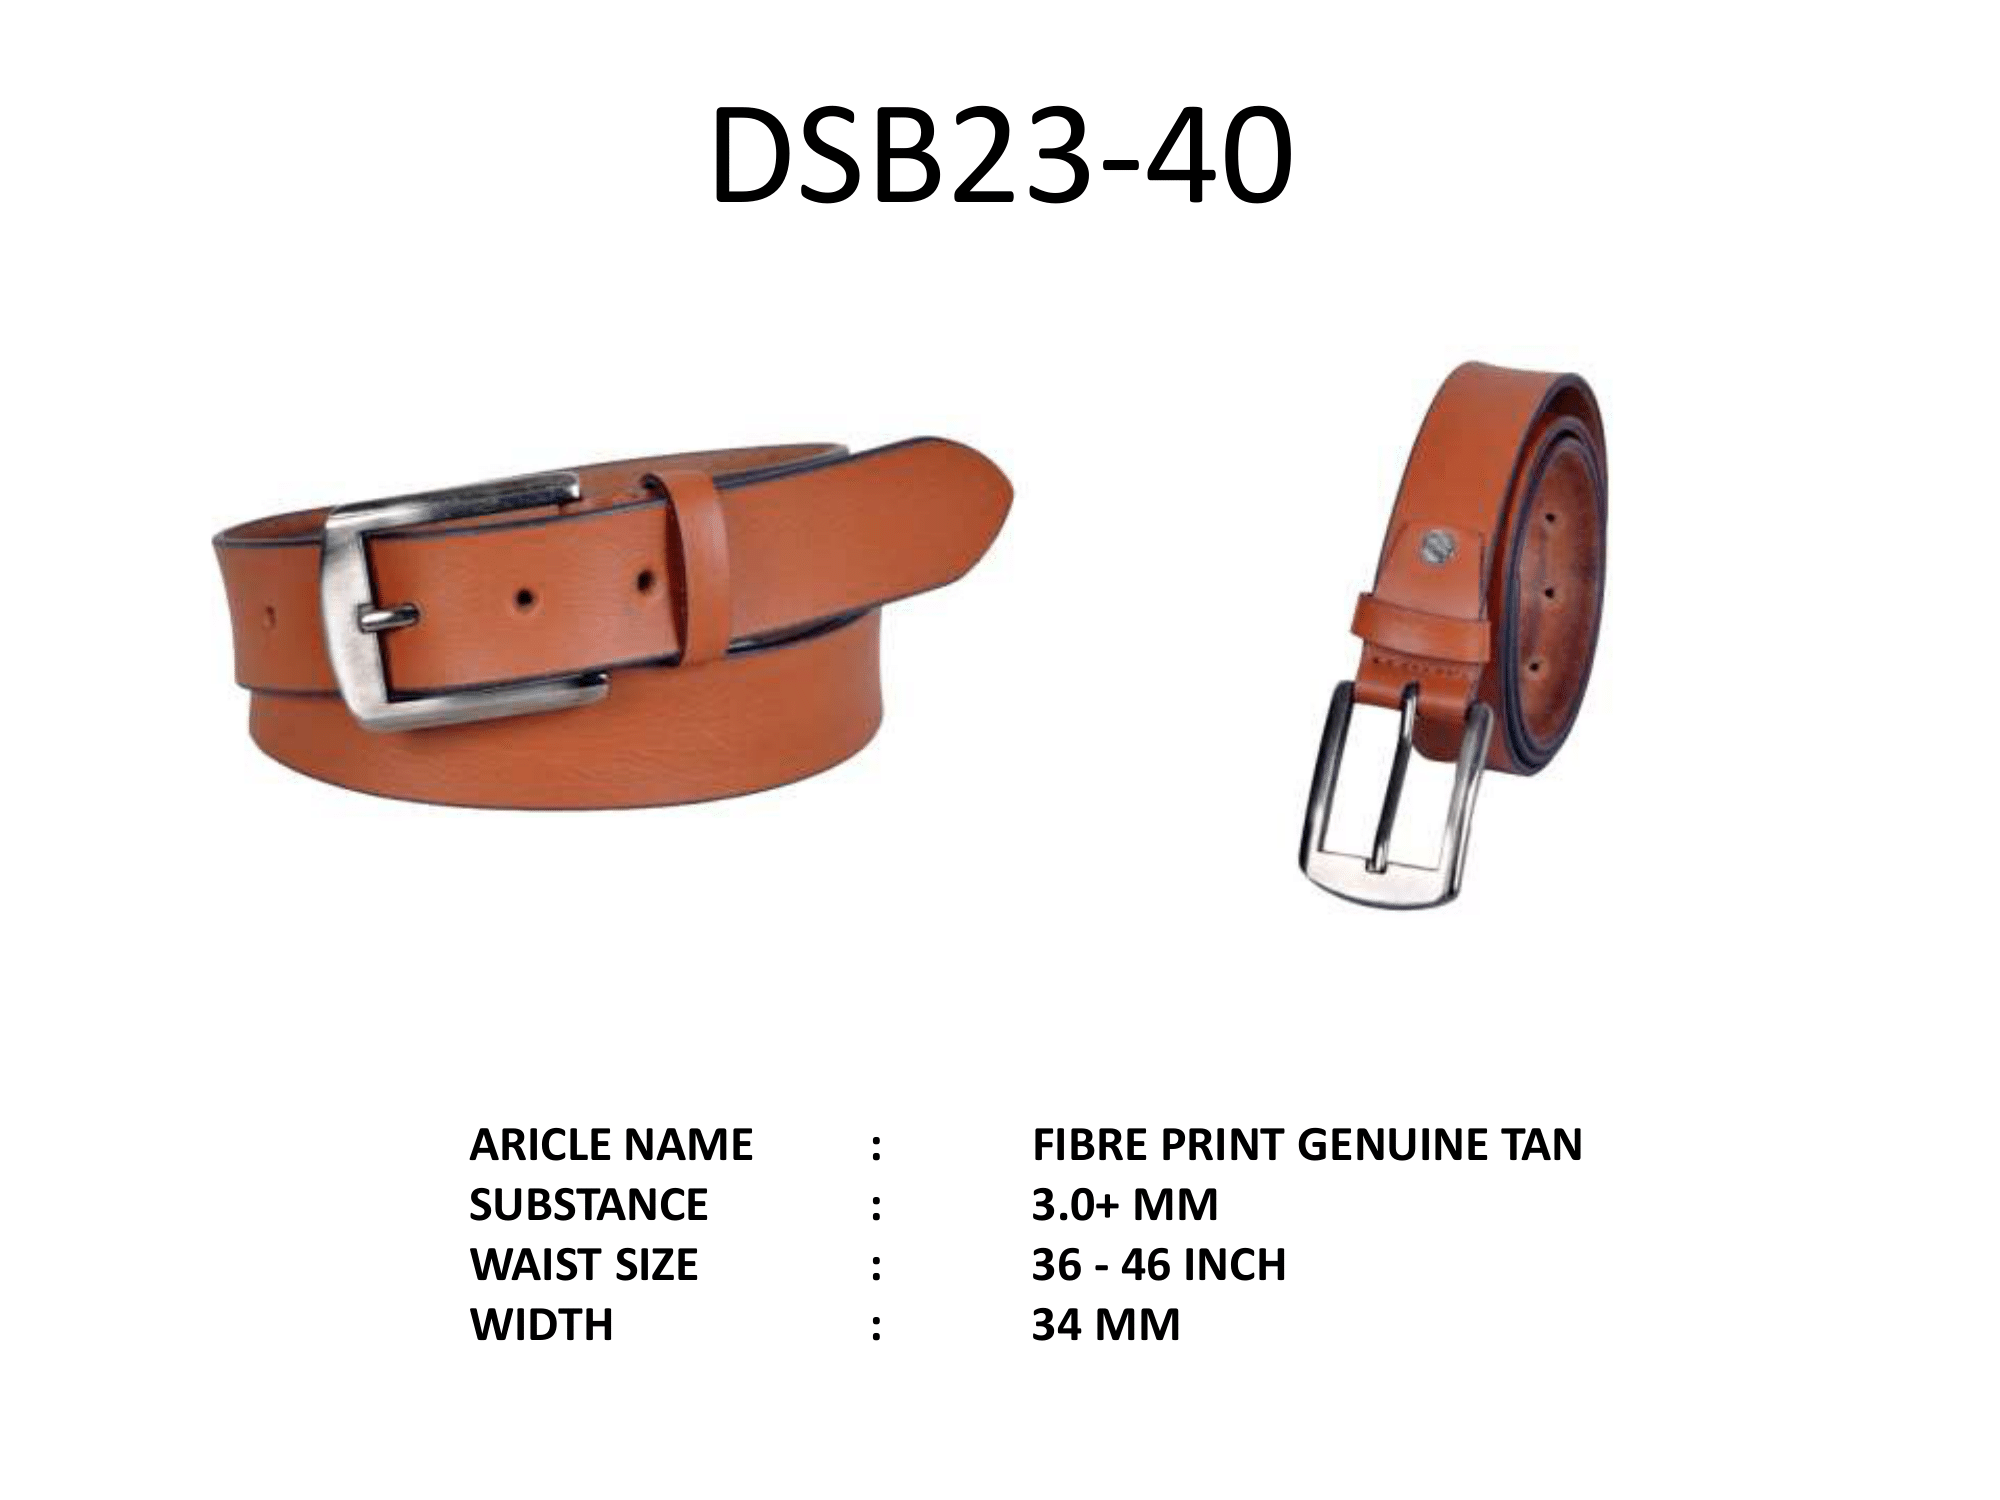 DSB23-40
ARICLE NAME : FIBRE PRINT GENUINE TAN
SUBSTANCE : 3.0+ MM
WAIST SIZE : 36 - 46 INCH
WIDTH : 34 MM